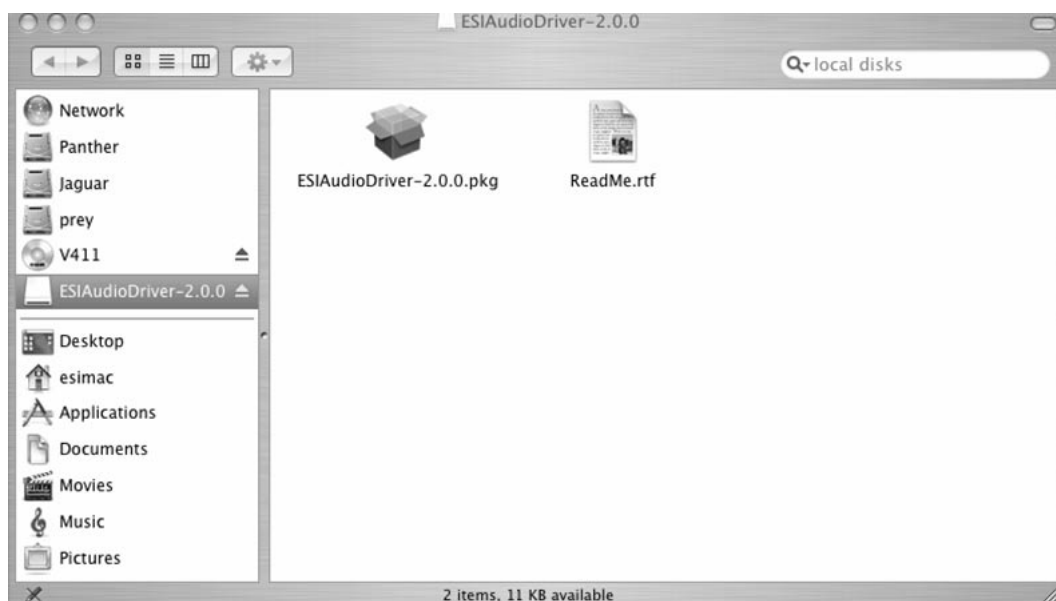 ESIAudioDriver-2.0.0
local disks
Network
Panther
Jaguar
prey
V411
ESIAudioDriver-2.0.0
Desktop
esimac
Applications
Documents
Movies
Music
Pictures
ESIAudioDriver-2.0.0.pkg
ReadMe.rtf
2 items, 11 KB available